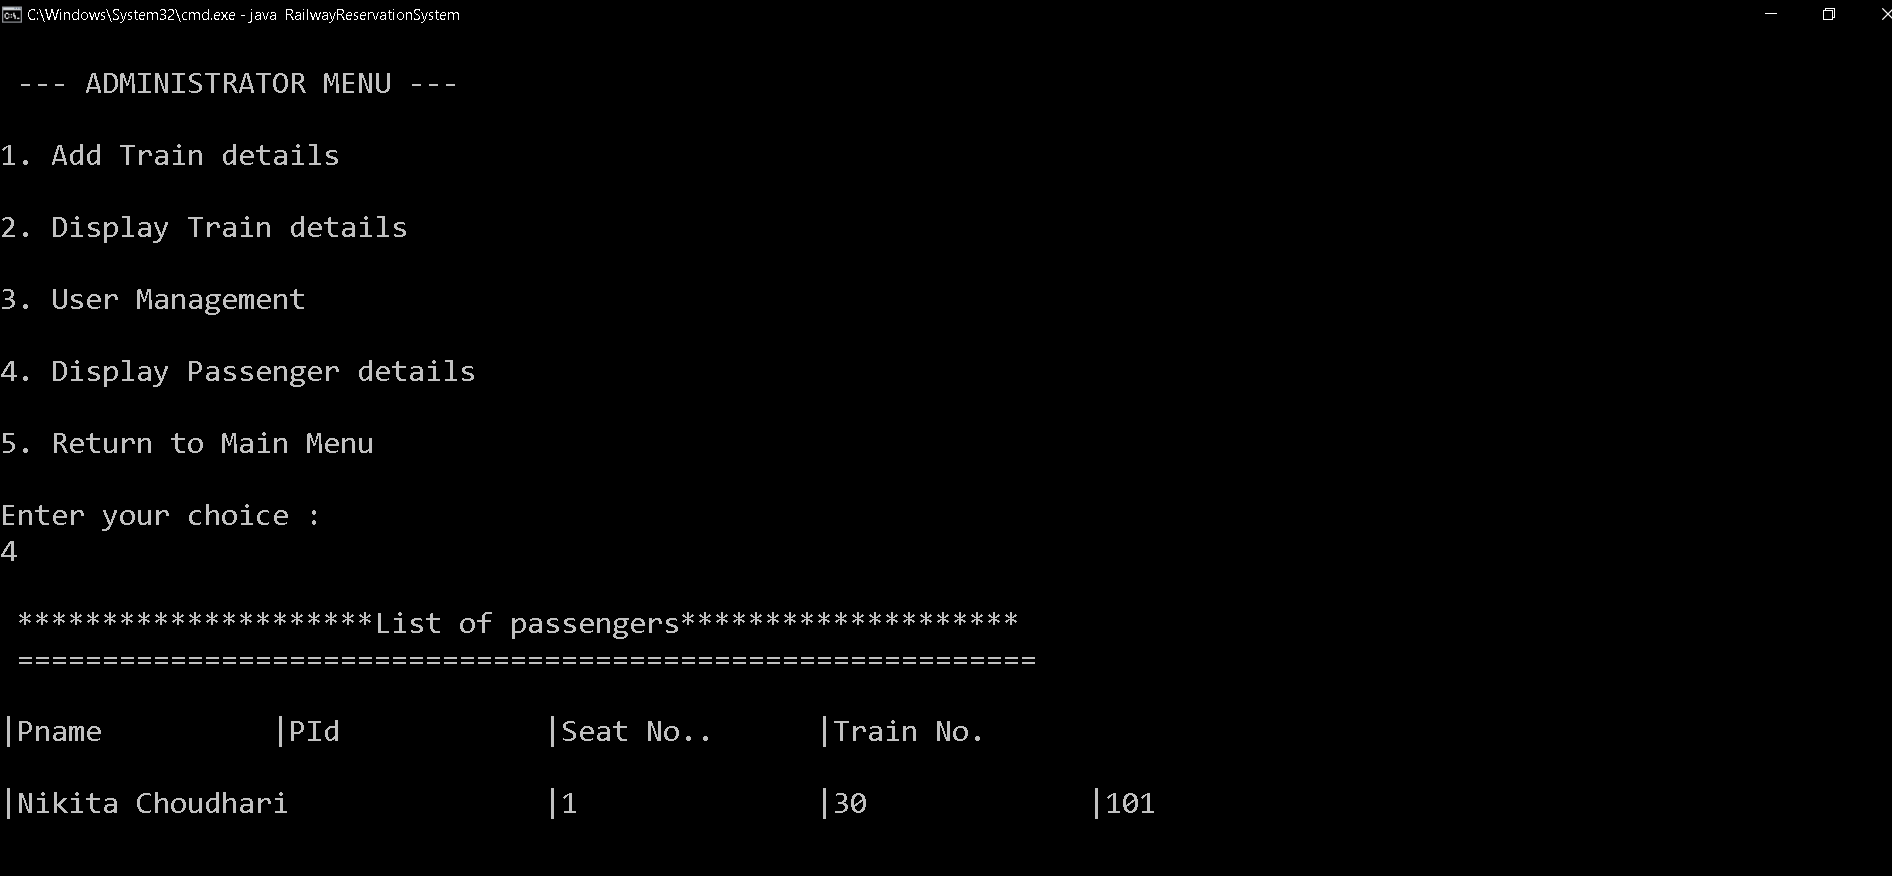 C:\Windows\System32\cmd.exe - java  RailwayReservationSystem
--- ADMINISTRATOR MENU ---
1. Add Train details
2. Display Train details
3. User Management
4. Display Passenger details
5. Return to Main Menu
Enter your choice :
4
*********************List of passengers********************
============================================================
|Pname          |PId            |Seat No..      |Train No.
|Nikita Choudhari               |1              |30             |101